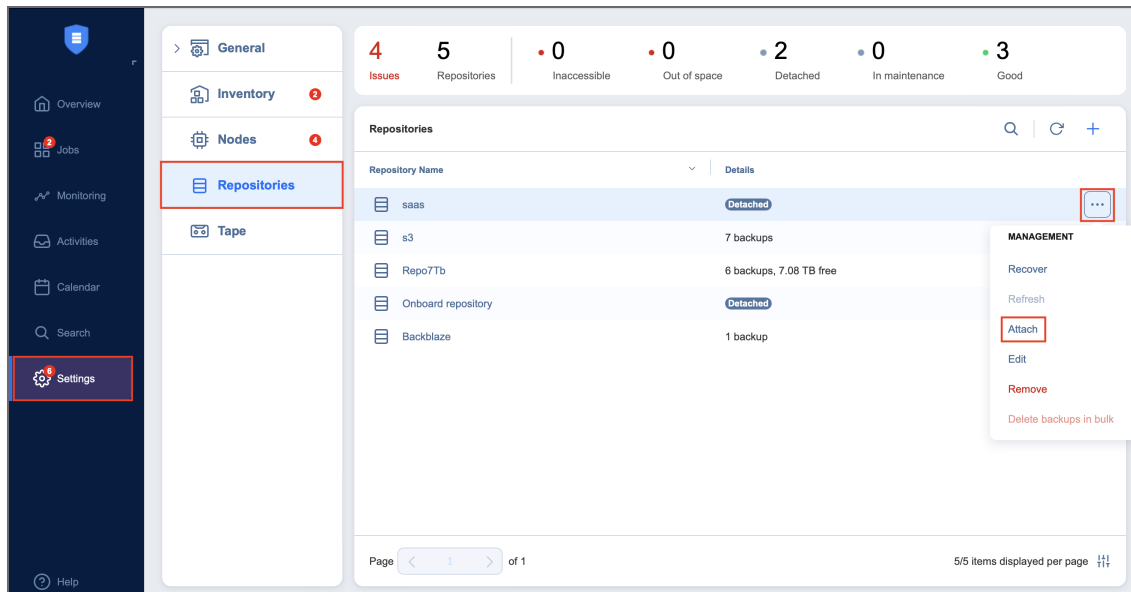 Overview
2
Jobs
Monitoring
Activities
Calendar
Search
6
Settings
Help
General
Inventory 2
Nodes 4
Repositories
Tape
4 5 0 0 2 0 3
Issues Repositories Inaccessible Out of space Detached In maintenance Good
Repositories
Repository Name Details
saas Detached
s3 7 backups
Repo7Tb 6 backups, 7.08 TB free
Onboard repository Detached
Backblaze 1 backup
MANAGEMENT
Recover
Refresh
Attach
Edit
Remove
Delete backups in bulk
Page 1 of 1 5/5 items displayed per page